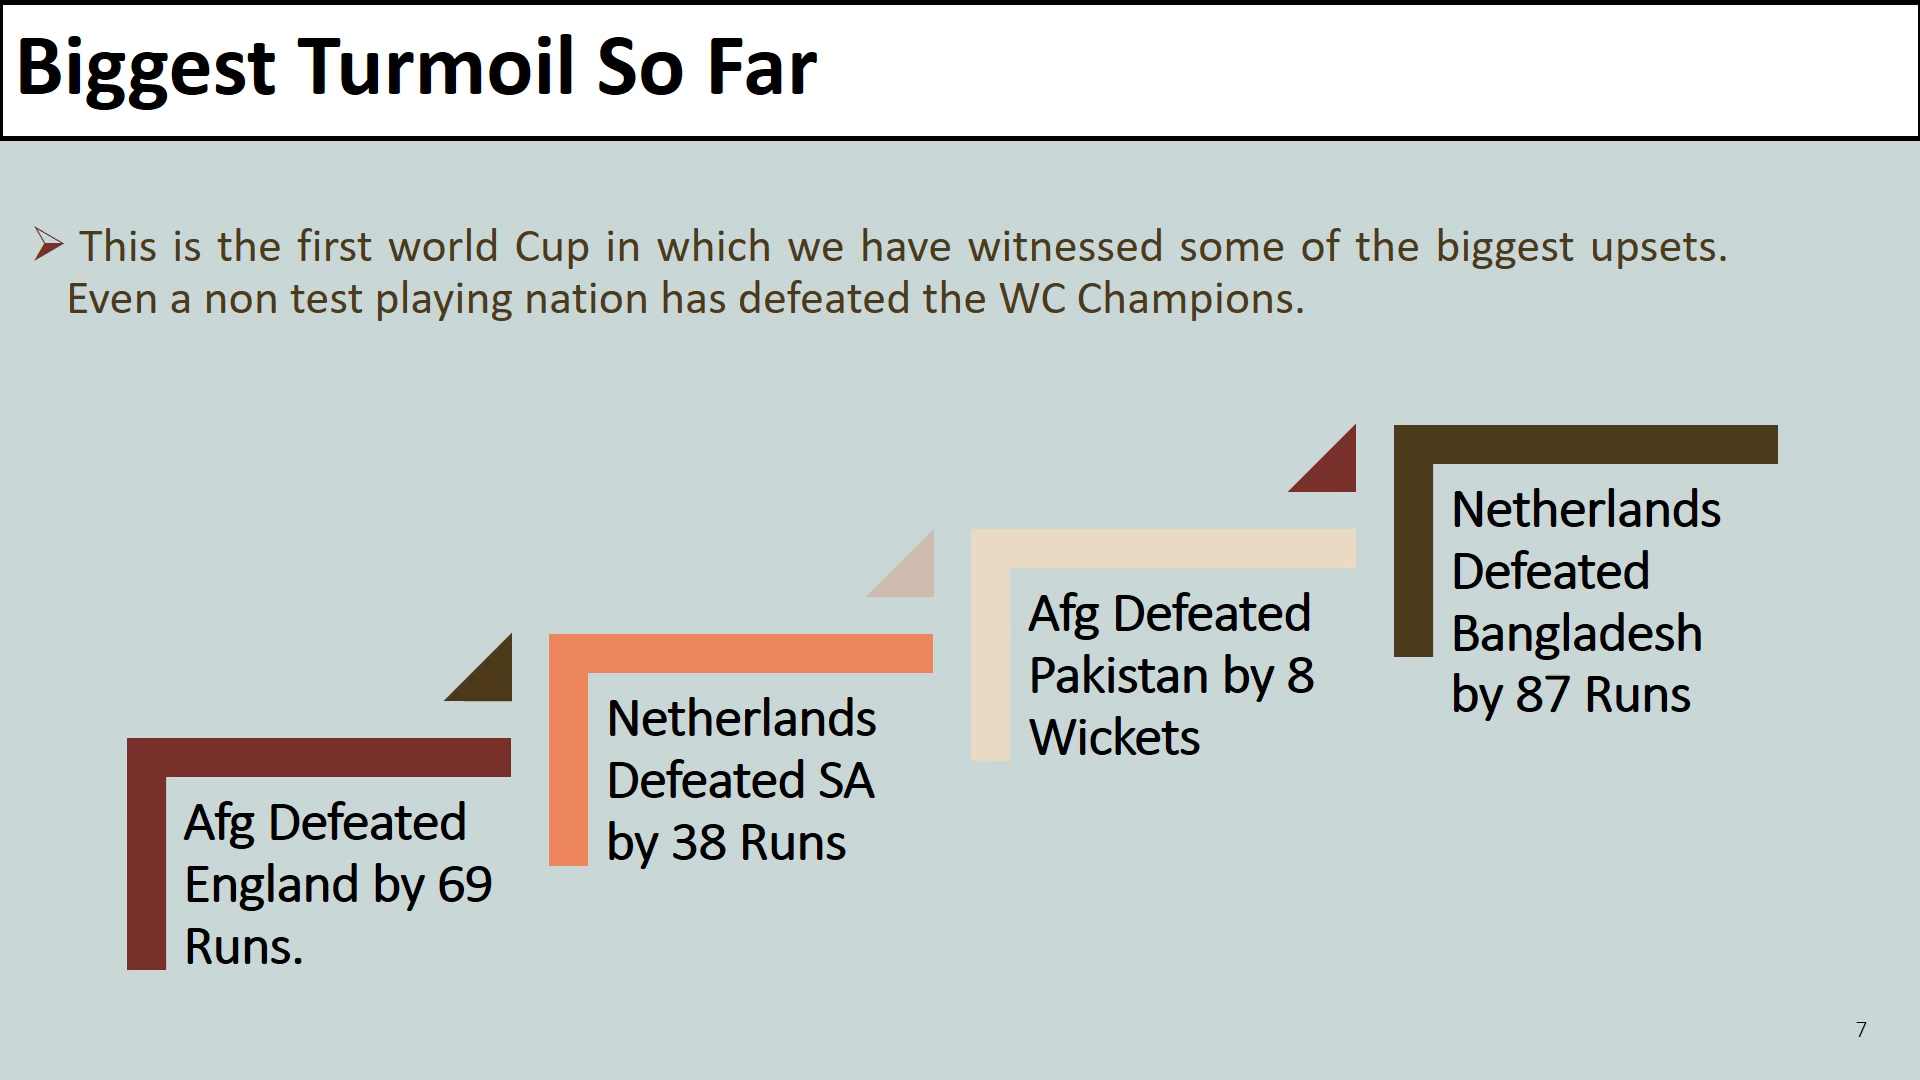 Biggest Turmoil So Far
This is the first world Cup in which we have witnessed some of the biggest upsets.
Even a non test playing nation has defeated the WC Champions.
Afg Defeated
England by 69
Runs.
Netherlands
Defeated SA
by 38 Runs
Afg Defeated
Pakistan by 8
Wickets
Netherlands
Defeated
Bangladesh
by 87 Runs
7